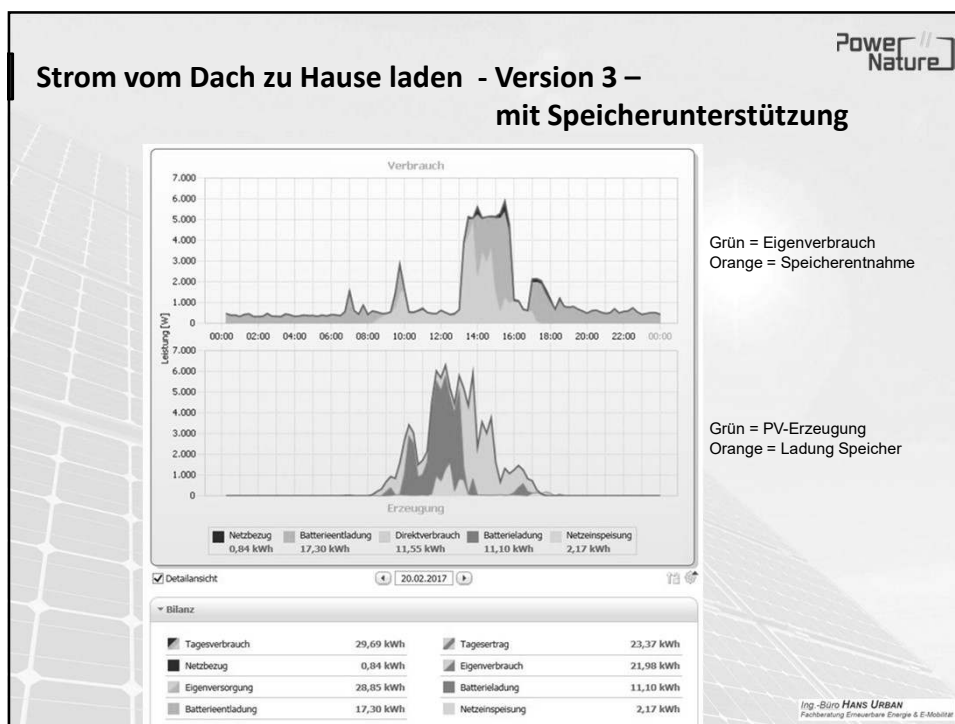 Power
Nature
Strom vom Dach zu Hause laden - Version 3 –
mit Speicherunterstützung
Verbrauch
7.000
6.000
5.000
4.000
3.000
2.000
1.000
0
00:00 02:00 04:00 06:00 08:00 10:00 12:00 14:00 16:00 18:00 20:00 22:00 00:00
Leistung [W]
7.000
6.000
5.000
4.000
3.000
2.000
1.000
0
Erzeugung
Grün = Eigenverbrauch
Orange = Speicherentnahme
Grün = PV-Erzeugung
Orange = Ladung Speicher
Netzbezug Batterieentladung Direktverbrauch Batterieladung Netzeinspeisung
0,84 kWh 17,30 kWh 11,55 kWh 11,10 kWh 2,17 kWh
Detailansicht 20.02.2017
Bilanz
Tagesverbrauch 29,69 kWh Tagesertrag 23,37 kWh
Netzbezug 0,84 kWh Eigenverbrauch 21,98 kWh
Eigenversorgung 28,85 kWh Batterieladung 11,10 kWh
Batterieentladung 17,30 kWh Netzeinspeisung 2,17 kWh
Ing.-Büro HANS URBAN
Fachberatung Erneuerbare Energie & E-Mobilität